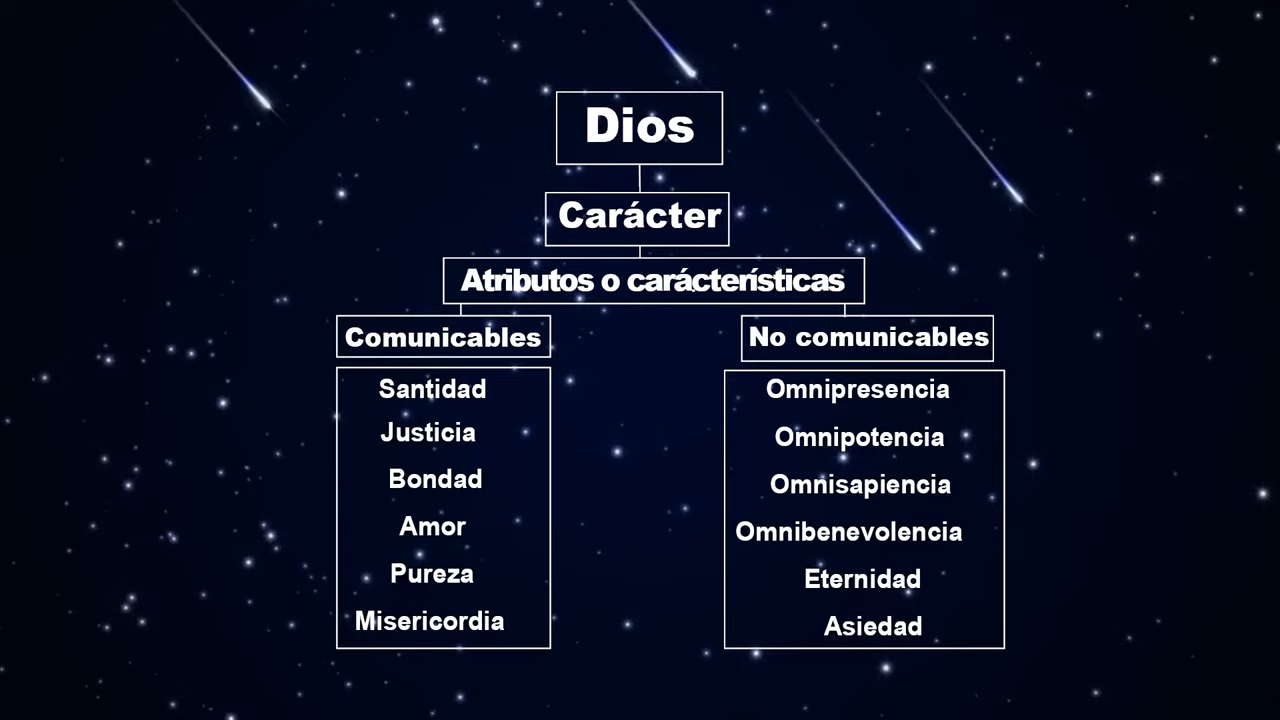 Dios
Carácter
Atributos o carácterísticas
Comunicables
No comunicables
Santidad
Justicia
Bondad
Amor
Pureza
Misericordia
Omnipresencia
Omnipotencia
Omnisapiencia
Omnibenevolencia
Eternidad
Asiedad